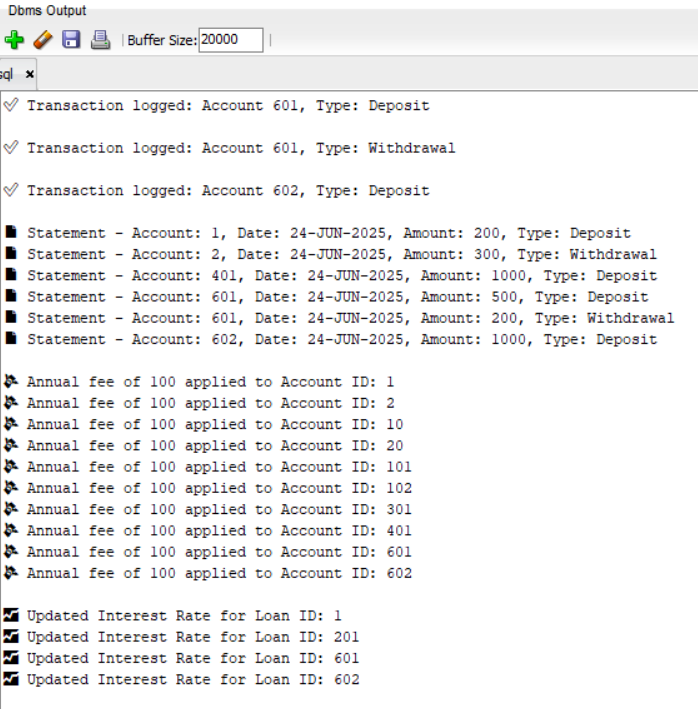 Dbms Output
Buffer Size: 20000
sql
Transaction logged: Account 601, Type: Deposit
Transaction logged: Account 601, Type: Withdrawal
Transaction logged: Account 602, Type: Deposit
Statement - Account: 1, Date: 24-JUN-2025, Amount: 200, Type: Deposit
Statement - Account: 2, Date: 24-JUN-2025, Amount: 300, Type: Withdrawal
Statement - Account: 401, Date: 24-JUN-2025, Amount: 1000, Type: Deposit
Statement - Account: 601, Date: 24-JUN-2025, Amount: 500, Type: Deposit
Statement - Account: 601, Date: 24-JUN-2025, Amount: 200, Type: Withdrawal
Statement - Account: 602, Date: 24-JUN-2025, Amount: 1000, Type: Deposit
Annual fee of 100 applied to Account ID: 1
Annual fee of 100 applied to Account ID: 2
Annual fee of 100 applied to Account ID: 10
Annual fee of 100 applied to Account ID: 20
Annual fee of 100 applied to Account ID: 101
Annual fee of 100 applied to Account ID: 102
Annual fee of 100 applied to Account ID: 301
Annual fee of 100 applied to Account ID: 401
Annual fee of 100 applied to Account ID: 601
Annual fee of 100 applied to Account ID: 602
Updated Interest Rate for Loan ID: 1
Updated Interest Rate for Loan ID: 201
Updated Interest Rate for Loan ID: 601
Updated Interest Rate for Loan ID: 602